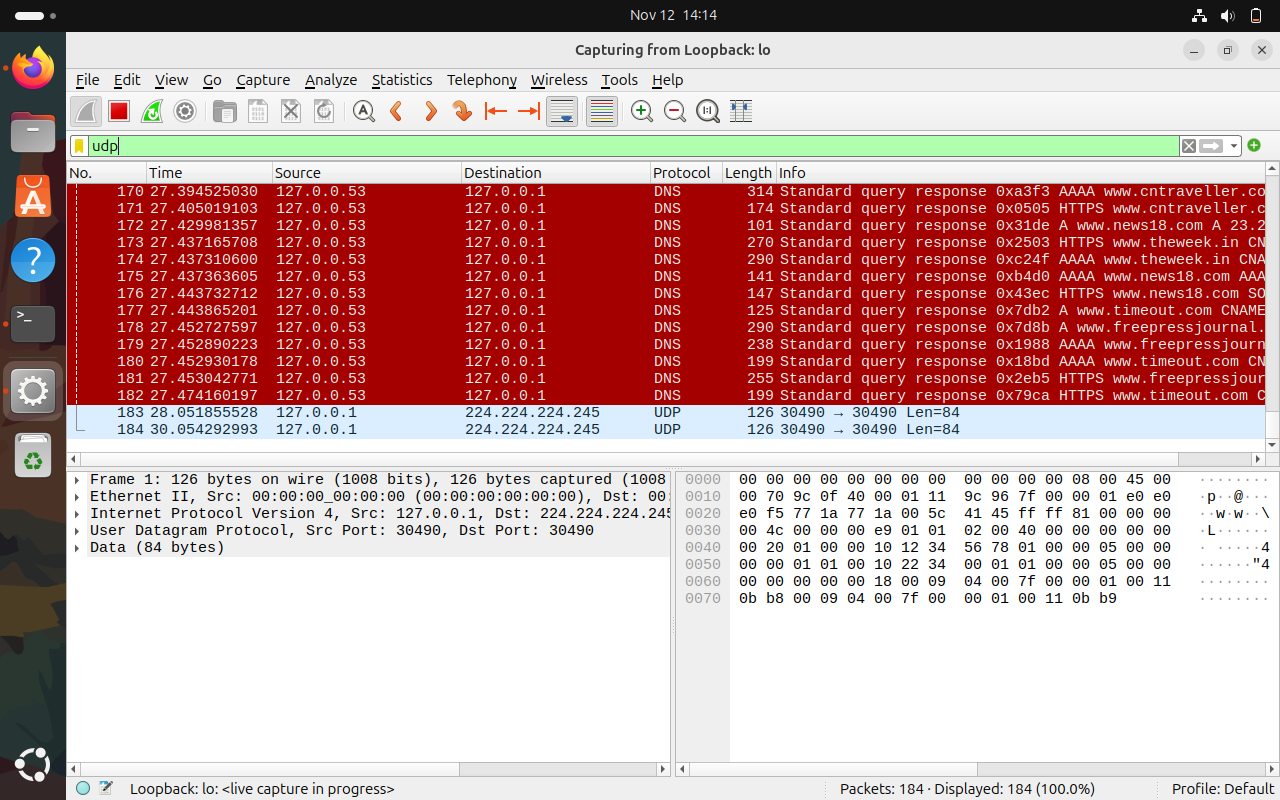 Nov 12 14:14
Capturing from Loopback: lo
File Edit View Go Capture Analyze Statistics Telephony Wireless Tools Help
udp
No. Time Source Destination Protocol Length Info
170 27.394525030 127.0.0.53 127.0.0.1 DNS 314 Standard query response 0xa3f3 AAAA www.cntraveller.co
171 27.405019103 127.0.0.53 127.0.0.1 DNS 174 Standard query response 0x0505 HTTPS www.cntraveller.c
172 27.429981357 127.0.0.53 127.0.0.1 DNS 101 Standard query response 0x31de A www.news18.com A 23.2
173 27.437165708 127.0.0.53 127.0.0.1 DNS 270 Standard query response 0x2503 HTTPS www.theweek.in CN
174 27.437310600 127.0.0.53 127.0.0.1 DNS 290 Standard query response 0xc24f AAAA www.theweek.in CNA
175 27.437363605 127.0.0.53 127.0.0.1 DNS 141 Standard query response 0xb4d0 AAAA www.news18.com AAA
176 27.443732712 127.0.0.53 127.0.0.1 DNS 147 Standard query response 0x43ec HTTPS www.news18.com SO
177 27.443865201 127.0.0.53 127.0.0.1 DNS 125 Standard query response 0x7db2 A www.timeout.com CNAME
178 27.452727597 127.0.0.53 127.0.0.1 DNS 290 Standard query response 0x7d8b A www.freepressjournal.
179 27.452890223 127.0.0.53 127.0.0.1 DNS 238 Standard query response 0x1988 AAAA www.freepressjourn
180 27.452930178 127.0.0.53 127.0.0.1 DNS 199 Standard query response 0x18bd AAAA www.timeout.com CN
181 27.453042771 127.0.0.53 127.0.0.1 DNS 255 Standard query response 0x2eb5 HTTPS www.freepressjour
182 27.474160197 127.0.0.53 127.0.0.1 DNS 199 Standard query response 0x79ca HTTPS www.timeout.com C
183 28.051855528 127.0.0.1 224.224.224.245 UDP 126 30490 → 30490 Len=84
184 30.054292993 127.0.0.1 224.224.224.245 UDP 126 30490 → 30490 Len=84
Frame 1: 126 bytes on wire (1008 bits), 126 bytes captured (1008
Ethernet II, Src: 00:00:00_00:00:00 (00:00:00:00:00:00), Dst: 00:
Internet Protocol Version 4, Src: 127.0.0.1, Dst: 224.224.224.245
User Datagram Protocol, Src Port: 30490, Dst Port: 30490
Data (84 bytes)
0000 00 00 00 00 00 00 00 00 00 00 00 00 08 00 45 00 ········
0010 00 70 9c 0f 40 00 01 11 9c 96 7f 00 00 01 e0 e0 ·p··@···
0020 e0 f5 77 1a 77 1a 00 5c 41 45 ff ff 81 00 00 00 ··w·w··\
0030 00 4c 00 00 00 e9 01 01 02 00 40 00 00 00 00 00 ·L······
0040 00 20 01 00 00 10 12 34 56 78 01 00 00 05 00 00 · ·····4
0050 00 00 01 01 00 10 22 34 00 01 01 00 00 05 00 00 ······"4
0060 00 00 00 00 00 18 00 09 04 00 7f 00 00 01 00 11 ········
0070 0b b8 00 09 04 00 7f 00 00 01 00 11 0b b9 ········
Loopback: lo: <live capture in progress> Packets: 184 · Displayed: 184 (100.0%) Profile: Default